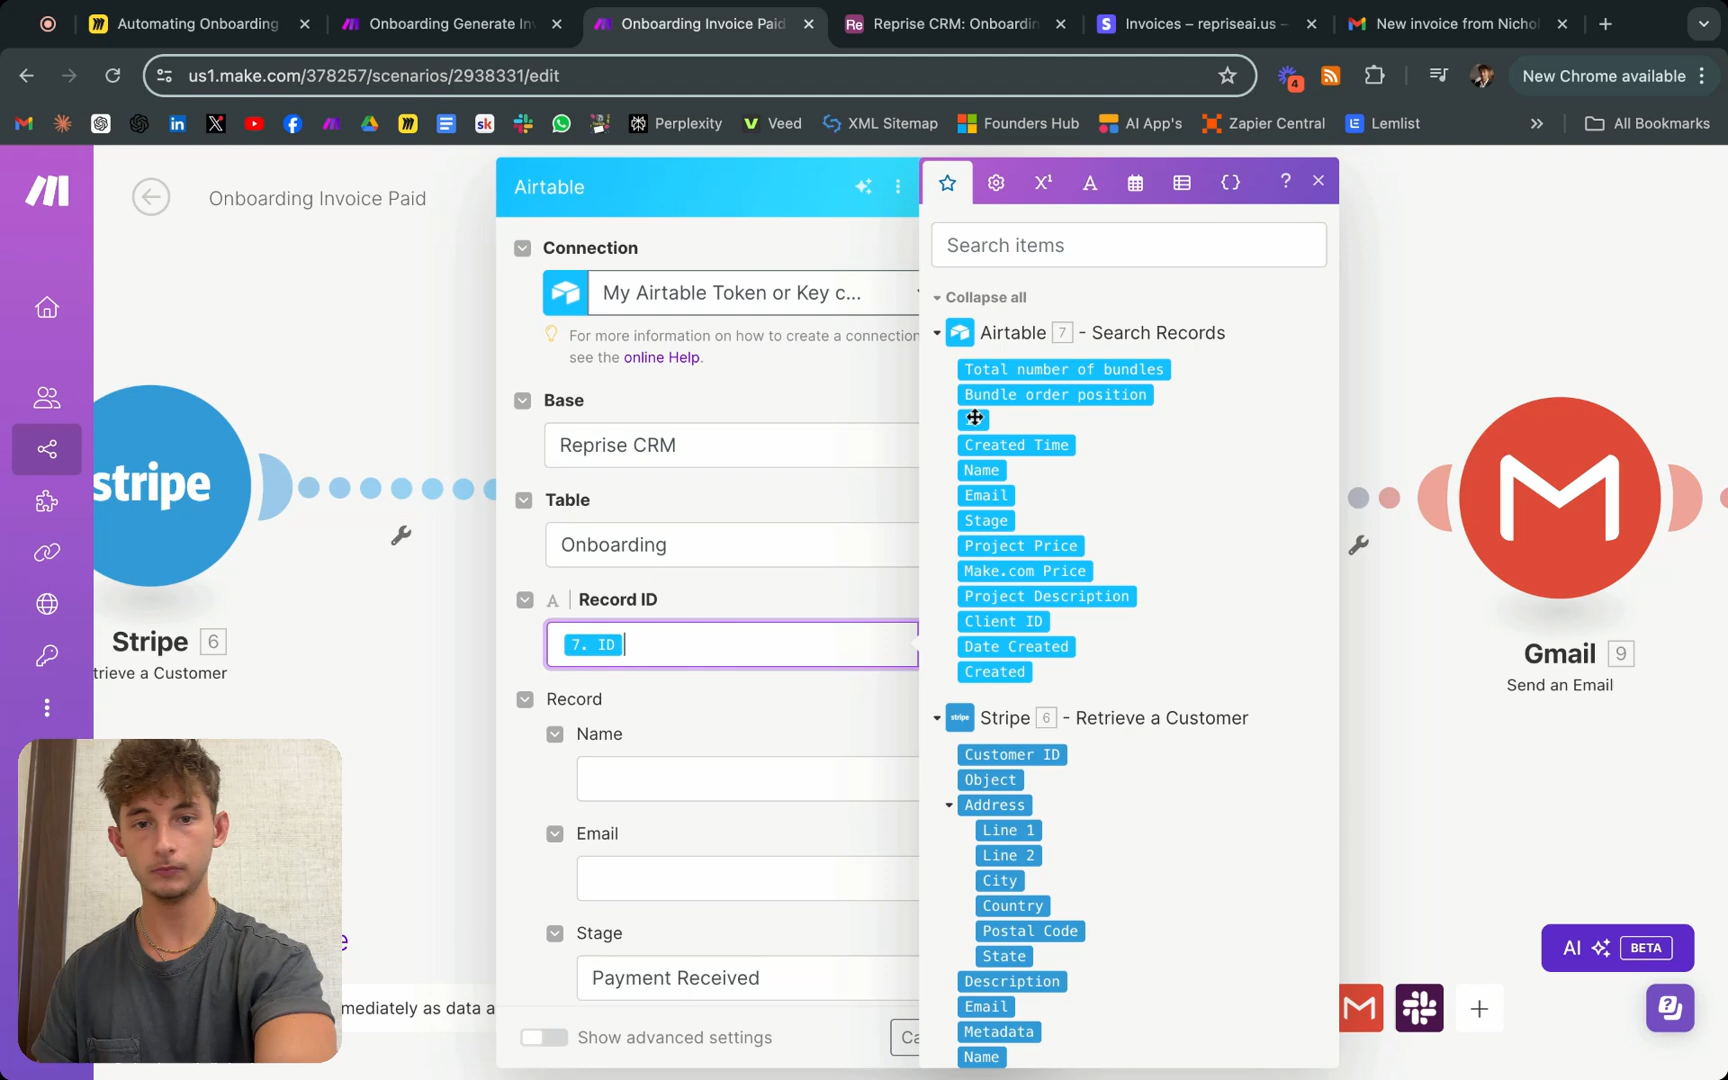 Automating Onboarding
Onboarding Generate In
Onboarding Invoice Paid
Re
Reprise CRM: Onboardin
Invoices – repriseai.us –
New invoice from Nichol
us1.make.com/378257/scenarios/2938331/edit
4
New Chrome available
sk
Perplexity
Veed
XML Sitemap
Founders Hub
AI App's
Zapier Central
Lemlist
All Bookmarks
Onboarding Invoice Paid
stripe
Stripe 6
trieve a Customer
mediately as data a
Airtable
Connection
My Airtable Token or Key c...
For more information on how to create a connection
see the online Help.
Base
Reprise CRM
Table
Onboarding
A Record ID
7. ID
Record
Name
Email
Stage
Payment Received
Show advanced settings
Ca
Search items
Collapse all
Airtable 7 - Search Records
Total number of bundles
Bundle order position
Created Time
Name
Email
Stage
Project Price
Make.com Price
Project Description
Client ID
Date Created
Created
stripe
Stripe 6 - Retrieve a Customer
Customer ID
Object
Address
Line 1
Line 2
City
Country
Postal Code
State
Description
Email
Metadata
Name
Gmail 9
Send an Email
AI BETA